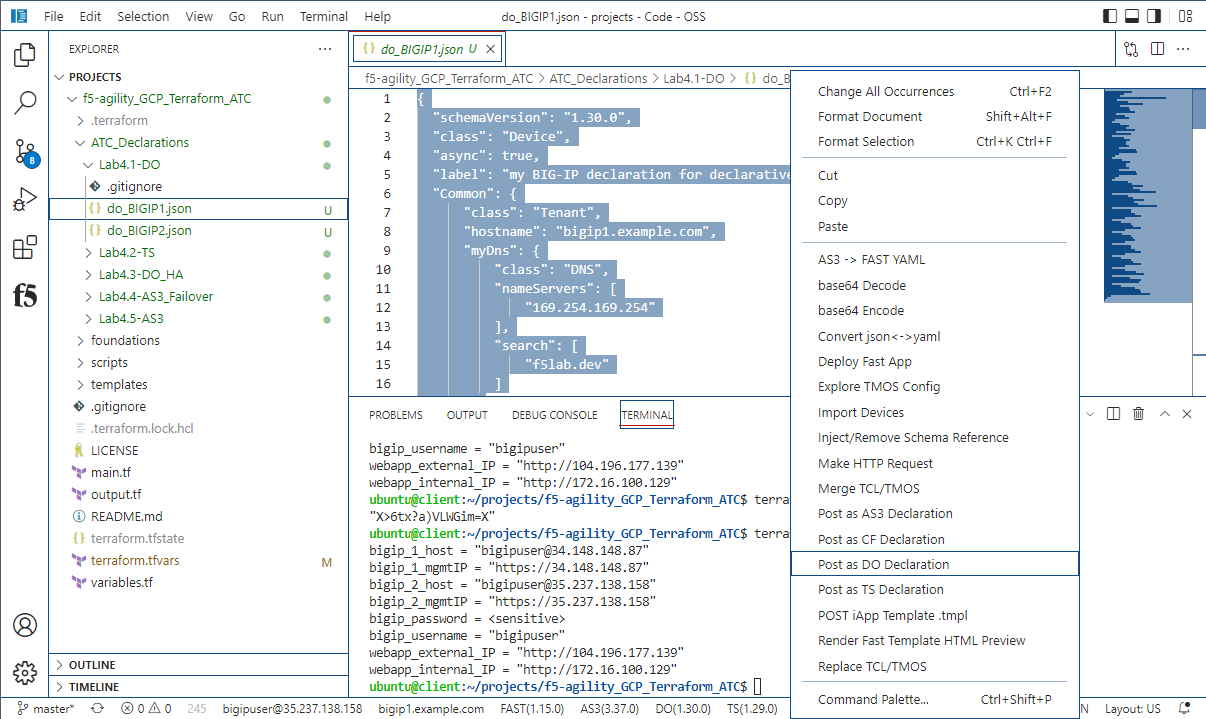 File Edit Selection View Go Run Terminal Help
do_BIGIP1.json - projects - Code - OSS
EXPLORER
PROJECTS
f5-agility_GCP_Terraform_ATC
.terraform
ATC_Declarations
Lab4.1-DO
.gitignore
do_BIGIP1.json U
do_BIGIP2.json U
Lab4.2-TS
Lab4.3-DO_HA
Lab4.4-AS3_Failover
Lab4.5-AS3
foundations
scripts
templates
.gitignore
.terraform.lock.hcl
LICENSE
main.tf
output.tf
README.md
terraform.tfstate
terraform.tfvars M
variables.tf
OUTLINE
TIMELINE
8
f5
{} do_BIGIP1.json U
f5-agility_GCP_Terraform_ATC > ATC_Declarations > Lab4.1-DO > {} do_B
1 {
2 "schemaVersion": "1.30.0",
3 "class": "Device",
4 "async": true,
5 "label": "my BIG-IP declaration for declarative
6 "Common": {
7 "class": "Tenant",
8 "hostname": "bigip1.example.com",
9 "myDns": {
10 "class": "DNS",
11 "nameServers": [
12 "169.254.169.254"
13 ],
14 "search": [
15 "f5lab.dev"
16 ]
PROBLEMS OUTPUT DEBUG CONSOLE TERMINAL
bigip_username = "bigipuser"
webapp_external_IP = "http://104.196.177.139"
webapp_internal_IP = "http://172.16.100.129"
ubuntu@client:~/projects/f5-agility_GCP_Terraform_ATC$ terra
"X>6tx?a)VLWGim=X"
ubuntu@client:~/projects/f5-agility_GCP_Terraform_ATC$ terra
bigip_1_host = "bigipuser@34.148.148.87"
bigip_1_mgmtIP = "https://34.148.148.87"
bigip_2_host = "bigipuser@35.237.138.158"
bigip_2_mgmtIP = "https://35.237.138.158"
bigip_password = <sensitive>
bigip_username = "bigipuser"
webapp_external_IP = "http://104.196.177.139"
webapp_internal_IP = "http://172.16.100.129"
ubuntu@client:~/projects/f5-agility_GCP_Terraform_ATC$
Change All Occurrences Ctrl+F2
Format Document Shift+Alt+F
Format Selection Ctrl+K Ctrl+F
Cut
Copy
Paste
AS3 -> FAST YAML
base64 Decode
base64 Encode
Convert json<->yaml
Deploy Fast App
Explore TMOS Config
Import Devices
Inject/Remove Schema Reference
Make HTTP Request
Merge TCL/TMOS
Post as AS3 Declaration
Post as CF Declaration
Post as DO Declaration
Post as TS Declaration
POST iApp Template .tmpl
Render Fast Template HTML Preview
Replace TCL/TMOS
Command Palette... Ctrl+Shift+P
master* 0 0 245 bigipuser@35.237.138.158 bigip1.example.com FAST(1.15.0) AS3(3.37.0) DO(1.30.0) TS(1.29.0) N Layout: US